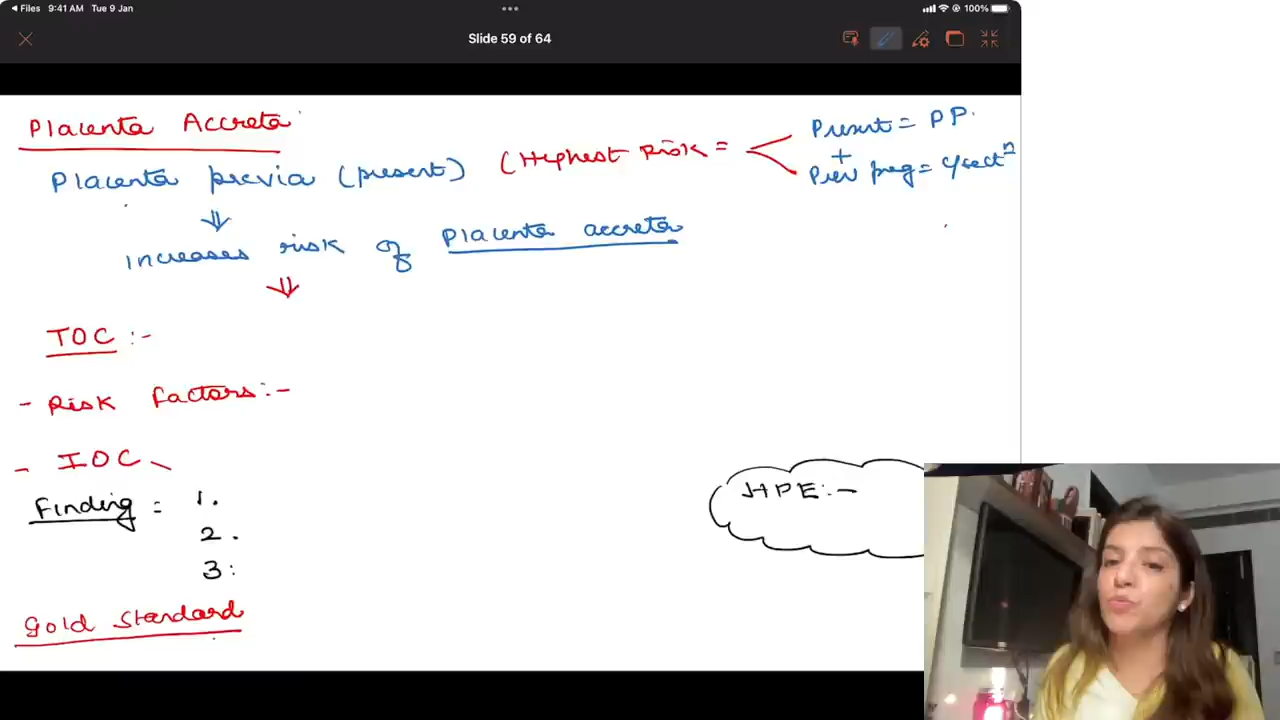 Files 9:41 AM Tue 9 Jan 100%
Slide 59 of 64
Placenta Accreta
Placenta previa (present) (Highest Risk =
Present = PP.
+
Prev preg = c/sectⁿ
⇓
increases risk of Placenta accreta
⇓
TOC :-
- Risk factors :-
- IOC
Finding = 1.
2.
3:
HPE :-
Gold Standard